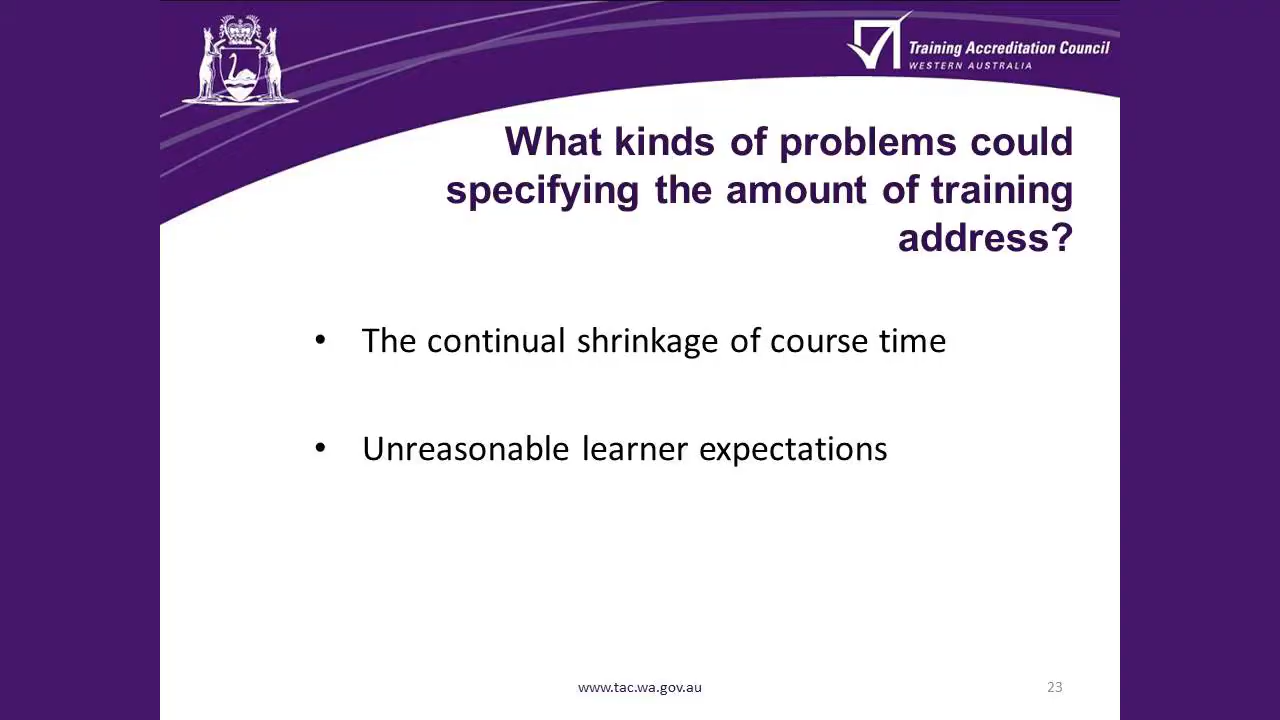 Training Accreditation Council
WESTERN AUSTRALIA
What kinds of problems could
specifying the amount of training
address?
• The continual shrinkage of course time
• Unreasonable learner expectations
www.tac.wa.gov.au
23